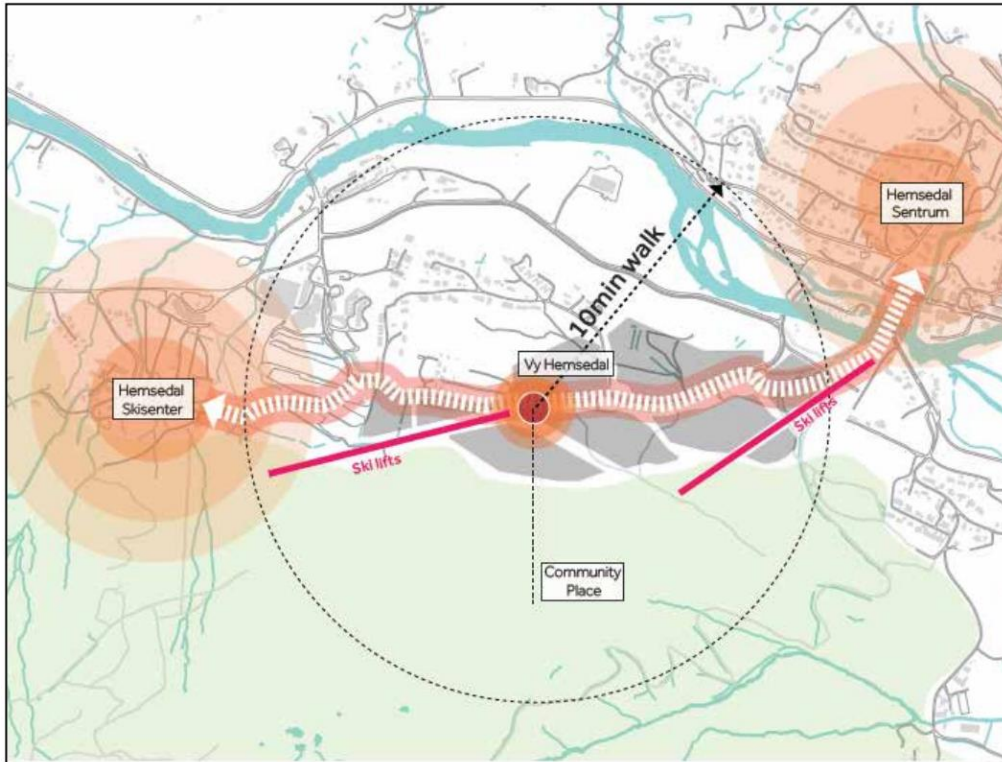 Hemsedal
Sentrum
10min walk
Vy Hemsedal
Hemsedal
Skisenter
Ski lifts
Ski lifts
Community
Place